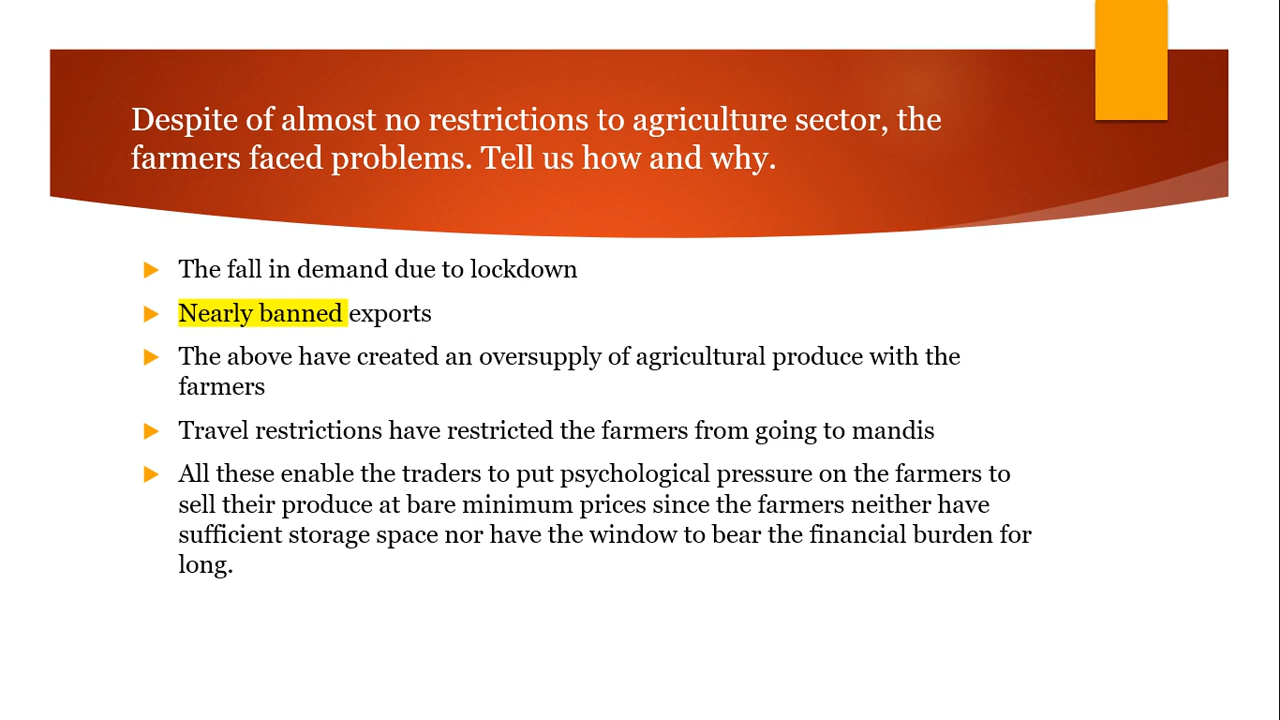 Despite of almost no restrictions to agriculture sector, the
farmers faced problems. Tell us how and why.
The fall in demand due to lockdown
Nearly banned exports
The above have created an oversupply of agricultural produce with the
farmers
Travel restrictions have restricted the farmers from going to mandis
All these enable the traders to put psychological pressure on the farmers to
sell their produce at bare minimum prices since the farmers neither have
sufficient storage space nor have the window to bear the financial burden for
long.